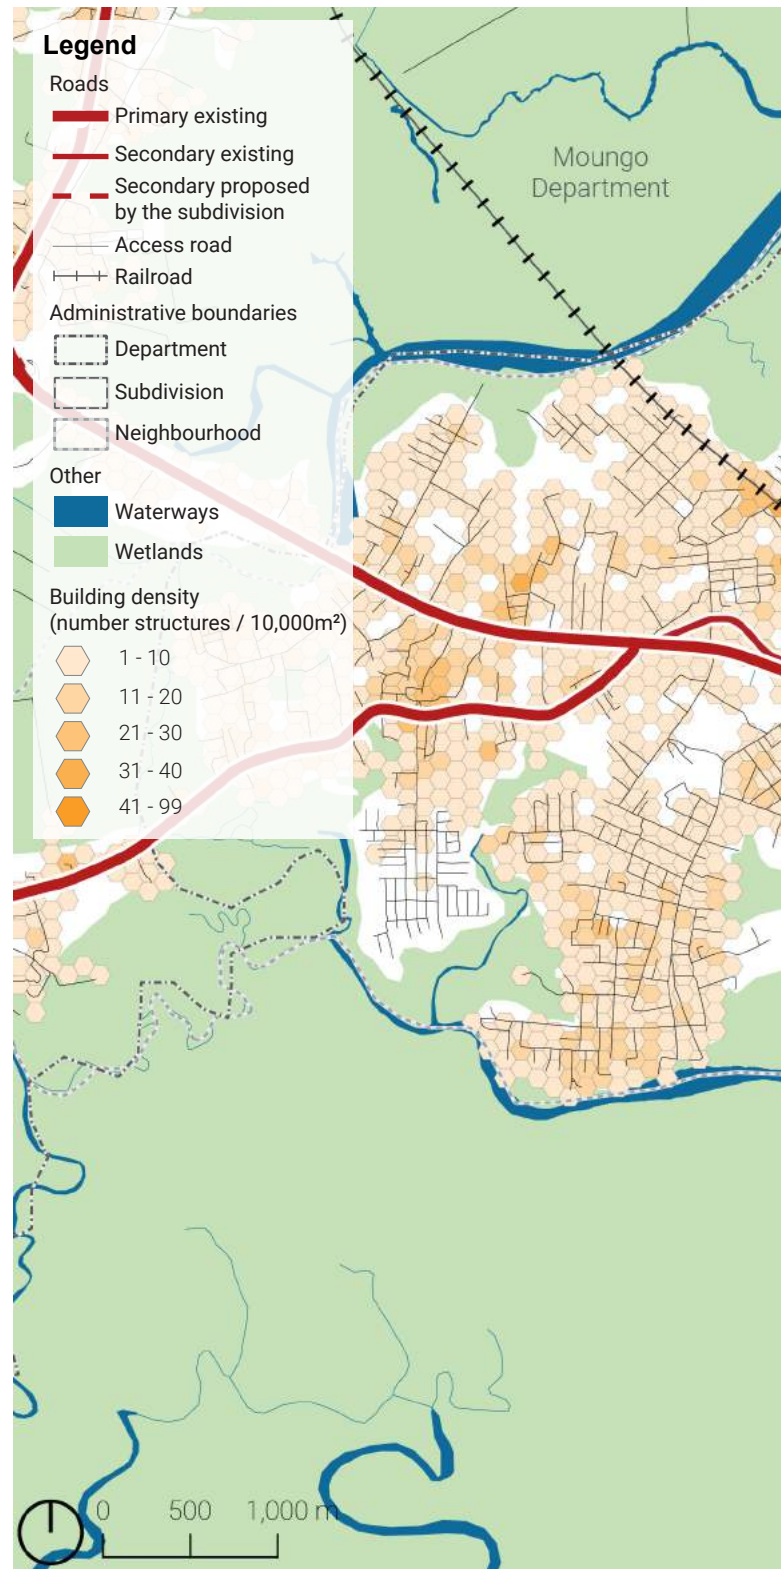 Legend
Roads
Primary existing
Secondary existing
Secondary proposed
by the subdivision
Access road
Railroad
Administrative boundaries
Department
Subdivision
Neighbourhood
Other
Waterways
Wetlands
Building density
(number structures / 10,000m²)
1 - 10
11 - 20
21 - 30
31 - 40
41 - 99
Moungo
Department
0 500 1,000 m